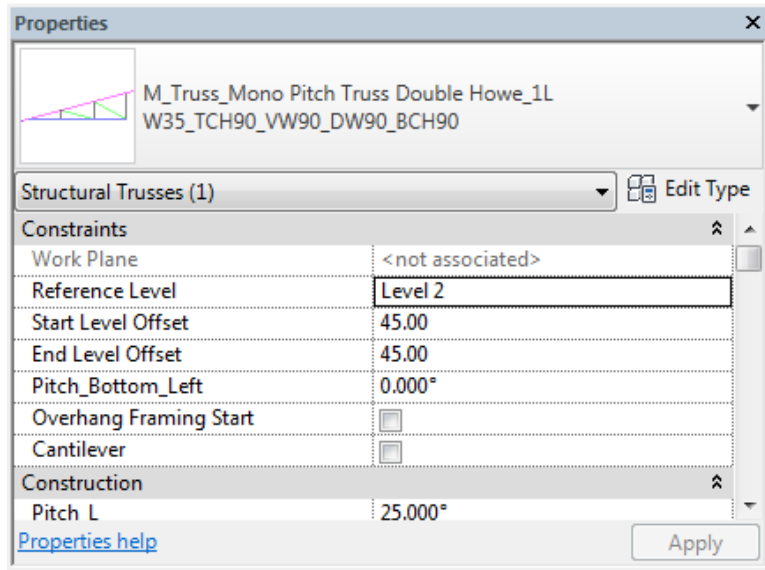 Properties
M_Truss_Mono Pitch Truss Double Howe_1L
W35_TCH90_VW90_DW90_BCH90
Structural Trusses (1)
Edit Type
Constraints
Work Plane <not associated>
Reference Level Level 2
Start Level Offset 45.00
End Level Offset 45.00
Pitch_Bottom_Left 0.000°
Overhang Framing Start
Cantilever
Construction
Pitch_L 25.000°
Properties help
Apply